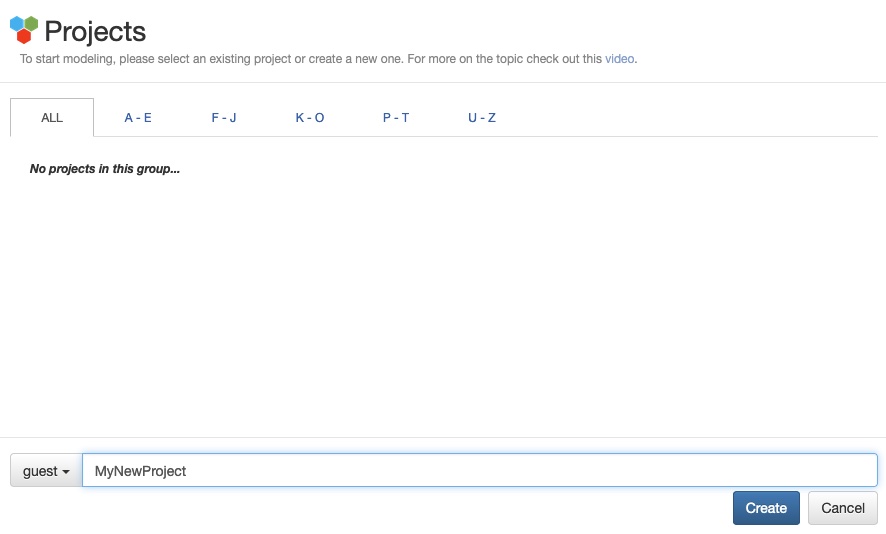 Projects
To start modeling, please select an existing project or create a new one. For more on the topic check out this video.
ALL A - E F - J K - O P - T U - Z
No projects in this group...
guest MyNewProject
Create Cancel